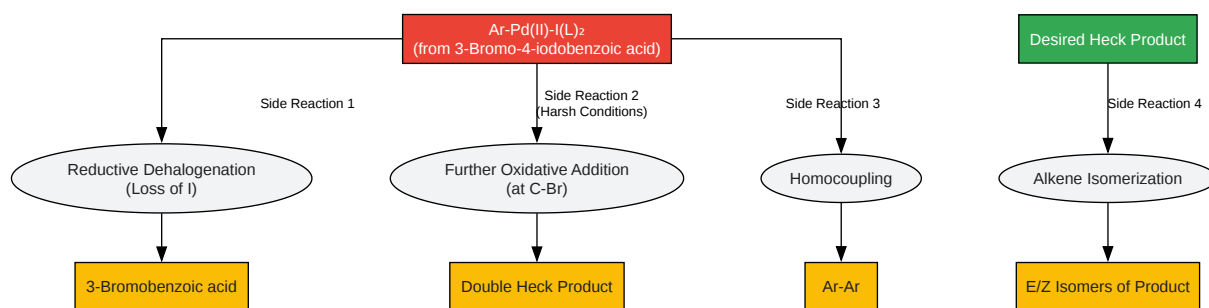 Ar-Pd(II)-I(L)₂
(from 3-Bromo-4-iodobenzoic acid)
Desired Heck Product
Side Reaction 1
Side Reaction 2
(Harsh Conditions)
Side Reaction 3
Side Reaction 4
Reductive Dehalogenation
(Loss of I)
Further Oxidative Addition
(at C-Br)
Homocoupling
Alkene Isomerization
3-Bromobenzoic acid
Double Heck Product
Ar-Ar
E/Z Isomers of Product